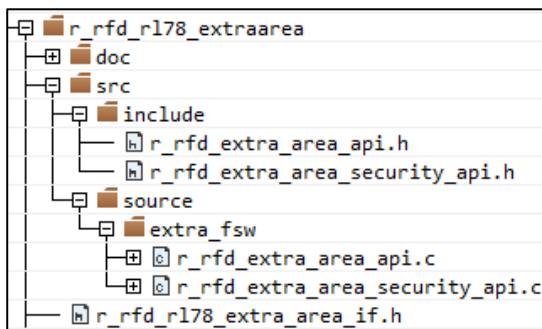 r_rfd_rl78_extraarea
doc
src
include
r_rfd_extra_area_api.h
r_rfd_extra_area_security_api.h
source
extra_fsw
r_rfd_extra_area_api.c
r_rfd_extra_area_security_api.c
r_rfd_rl78_extra_area_if.h